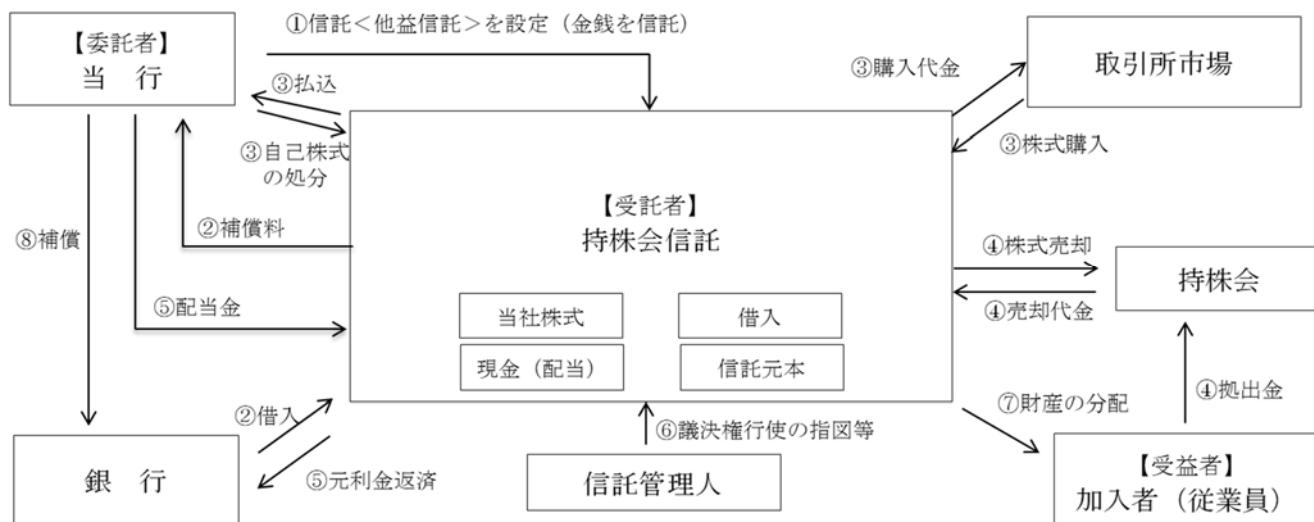 ①信託＜他益信託＞を設定（金銭を信託）
【委託者】
当　行
③払込
③自己株式
の処分
③購入代金
取引所市場
③株式購入
【受託者】
持株会信託
②補償料
⑧補償
⑤配当金
④株式売却
持株会
④売却代金
当社株式
借入
現金（配当）
信託元本
②借入
⑥議決権行使の指図等
⑦財産の分配
④拠出金
銀　行
⑤元利金返済
信託管理人
【受益者】
加入者（従業員）